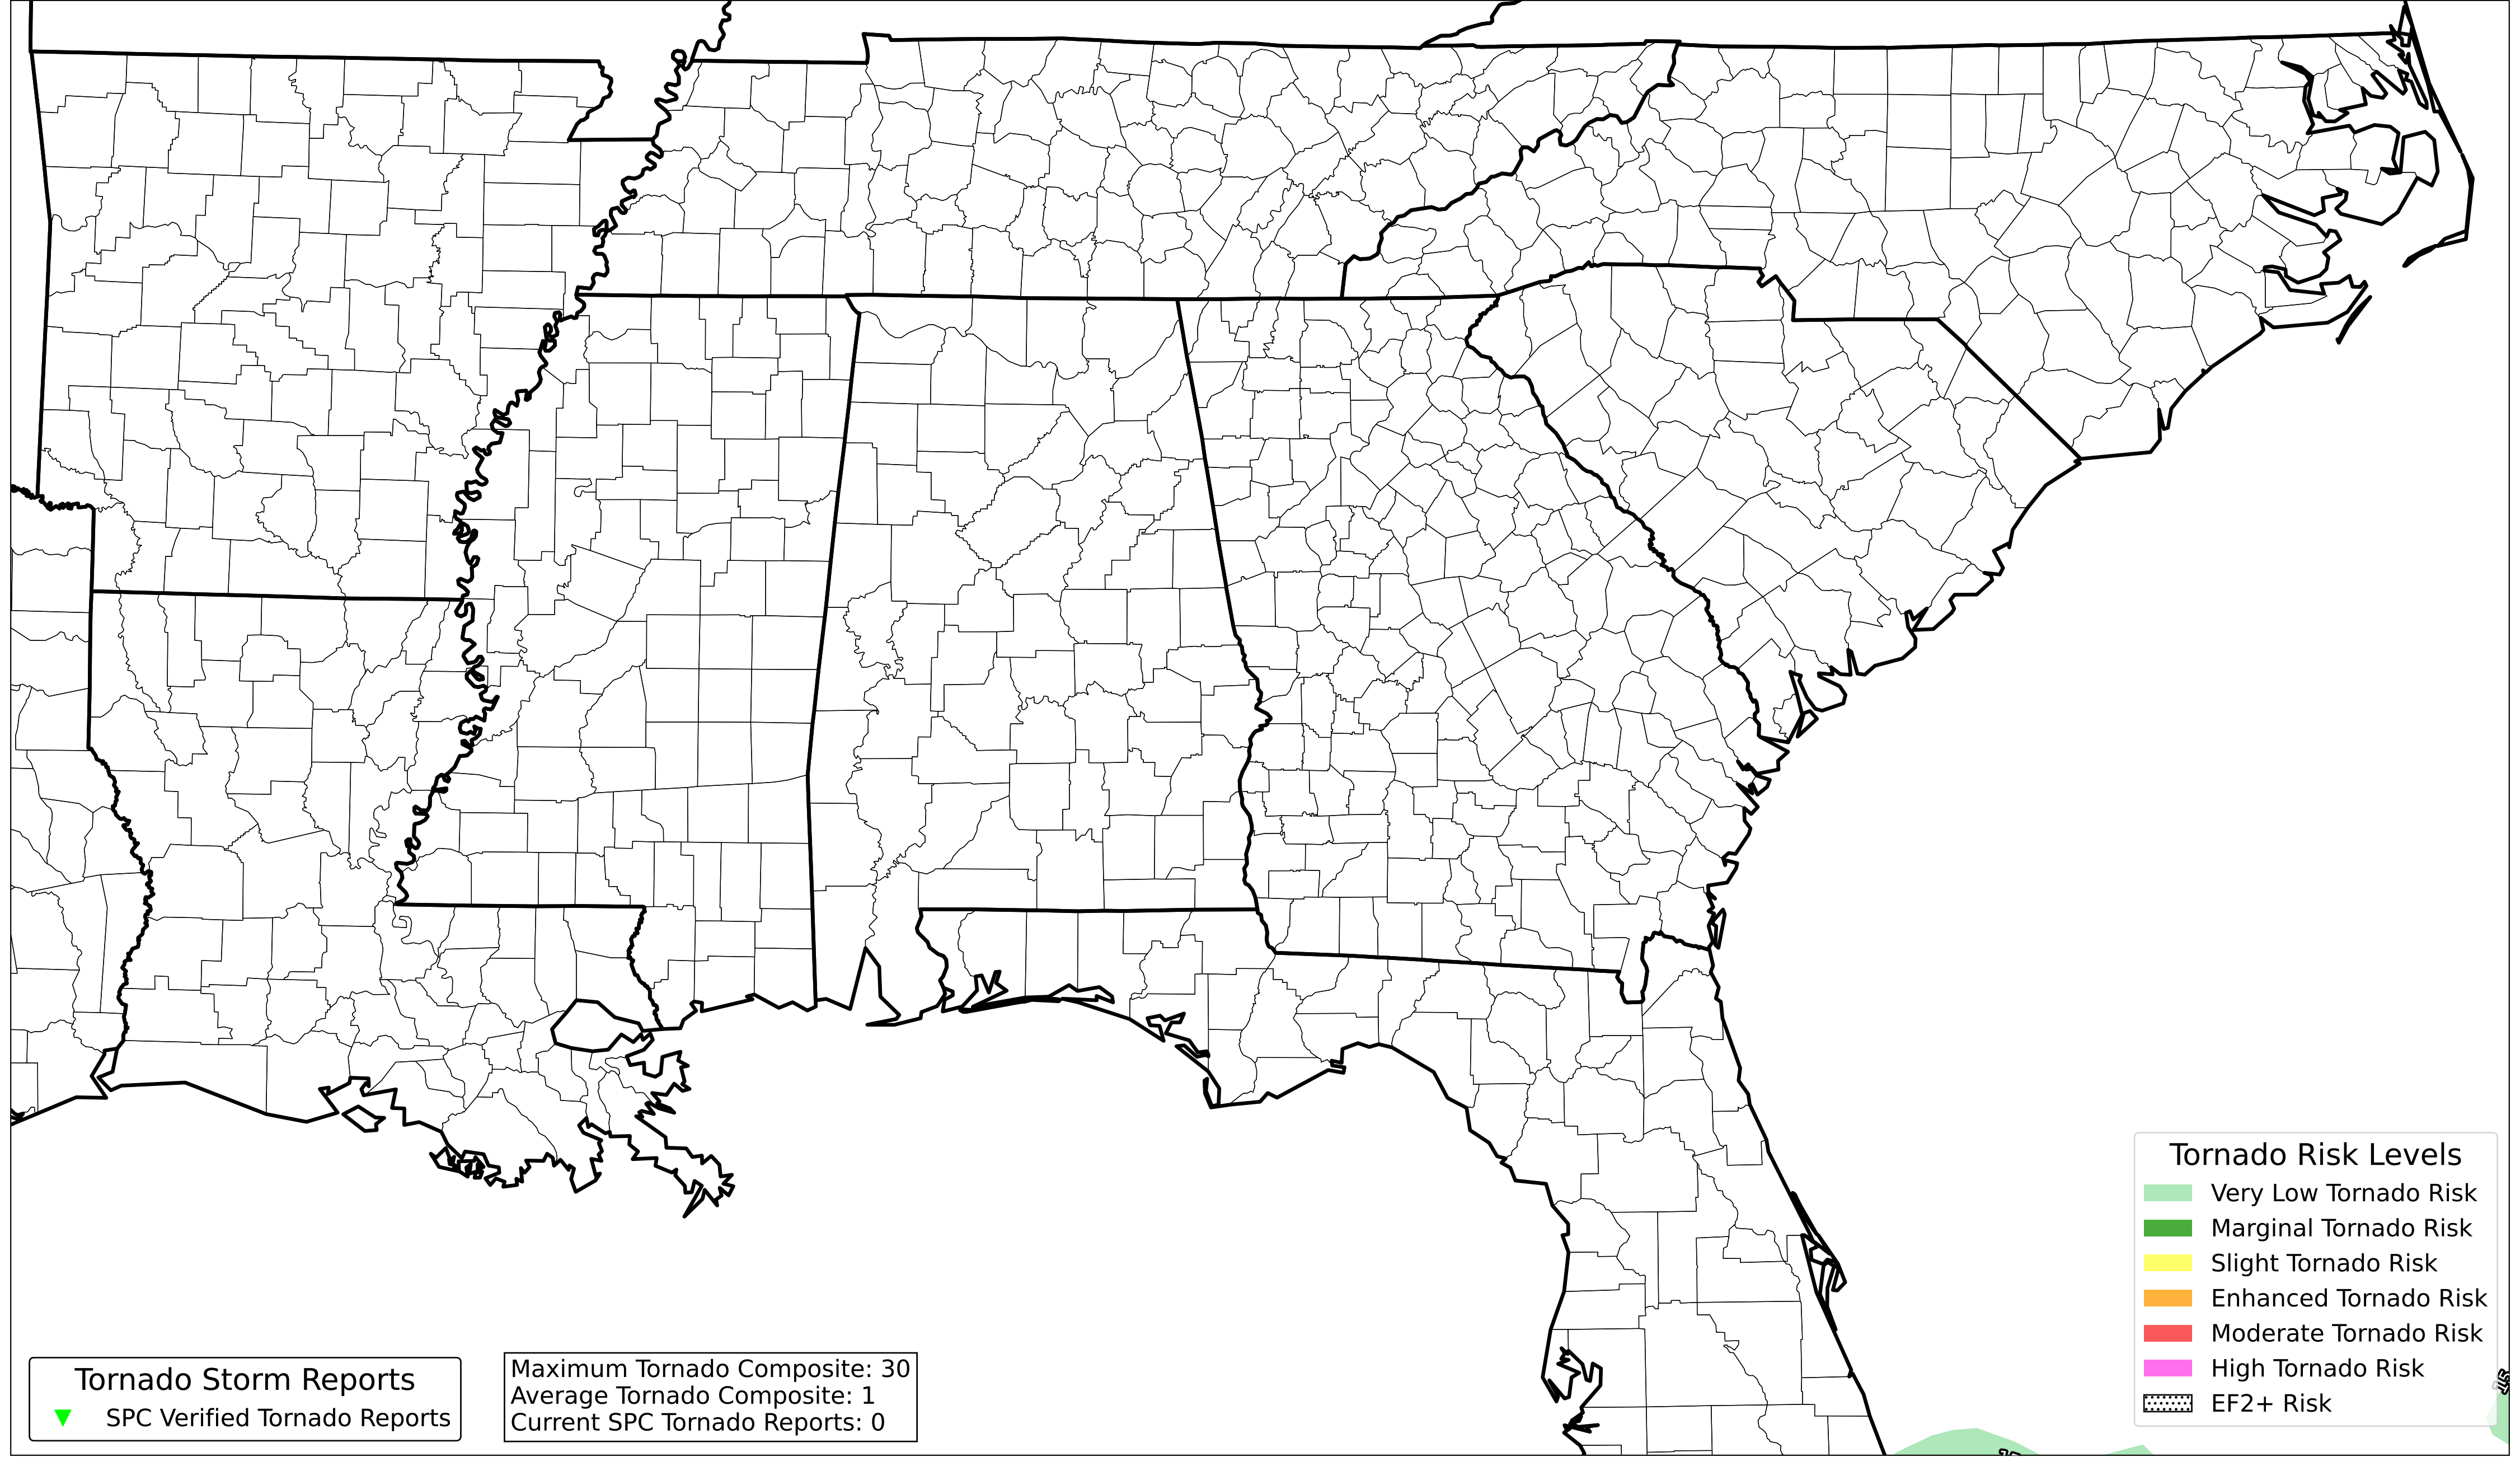 Tornado Risk Levels
Very Low Tornado Risk
Marginal Tornado Risk
Slight Tornado Risk
Enhanced Tornado Risk
Moderate Tornado Risk
High Tornado Risk
EF2+ Risk
Tornado Storm Reports
SPC Verified Tornado Reports
Maximum Tornado Composite: 30
Average Tornado Composite: 1
Current SPC Tornado Reports: 0